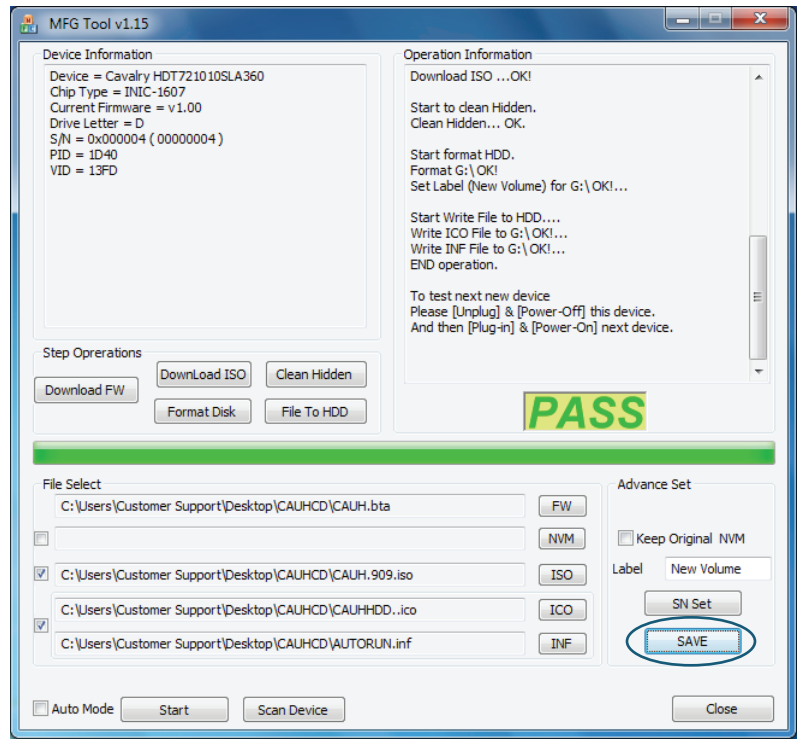 MFG Tool v1.15
Device Information
Device = Cavalry HDT721010SLA360
Chip Type = INIC-1607
Current Firmware = v1.00
Drive Letter = D
S/N = 0x000004 ( 00000004 )
PID = 1D40
VID = 13FD
Operation Information
Download ISO ...OK!
Start to clean Hidden.
Clean Hidden... OK.
Start format HDD.
Format G:\ OK!
Set Label (New Volume) for G:\ OK!...
Start Write File to HDD....
Write ICO File to G:\ OK!...
Write INF File to G:\ OK!...
END operation.
To test next new device
Please [Unplug] & [Power-Off] this device.
And then [Plug-in] & [Power-On] next device.
Step Oprerations
Download FW
DownLoad ISO
Clean Hidden
Format Disk
File To HDD
PASS
File Select
C:\Users\Customer Support\Desktop\CAUHCD\CAUH.bta
FW
NVM
C:\Users\Customer Support\Desktop\CAUHCD\CAUH.909.iso
ISO
C:\Users\Customer Support\Desktop\CAUHCD\CAUHHDD..ico
ICO
C:\Users\Customer Support\Desktop\CAUHCD\AUTORUN.inf
INF
Advance Set
Keep Original NVM
Label New Volume
SN Set
SAVE
Auto Mode
Start
Scan Device
Close